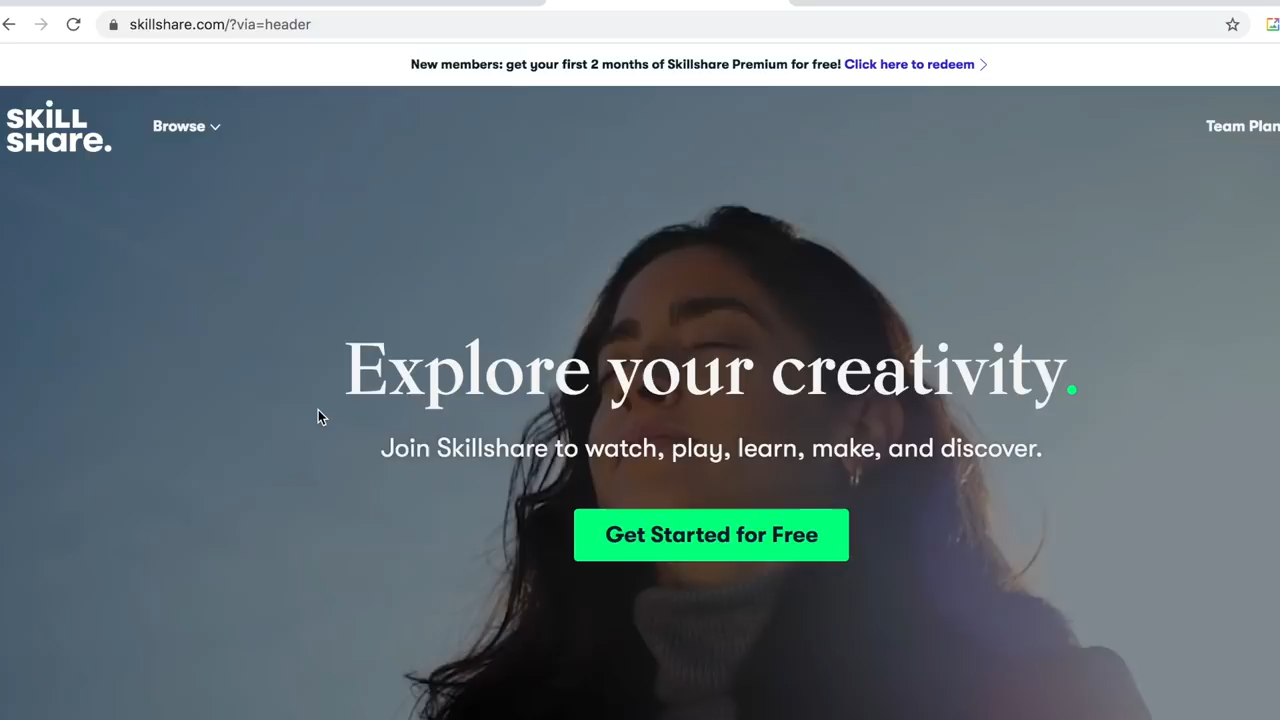 skillshare.com/?via=header
New members: get your first 2 months of Skillshare Premium for free! Click here to redeem
SKiLL
SHare.
Browse
Team Plan
Explore your creativity.
Join Skillshare to watch, play, learn, make, and discover.
Get Started for Free